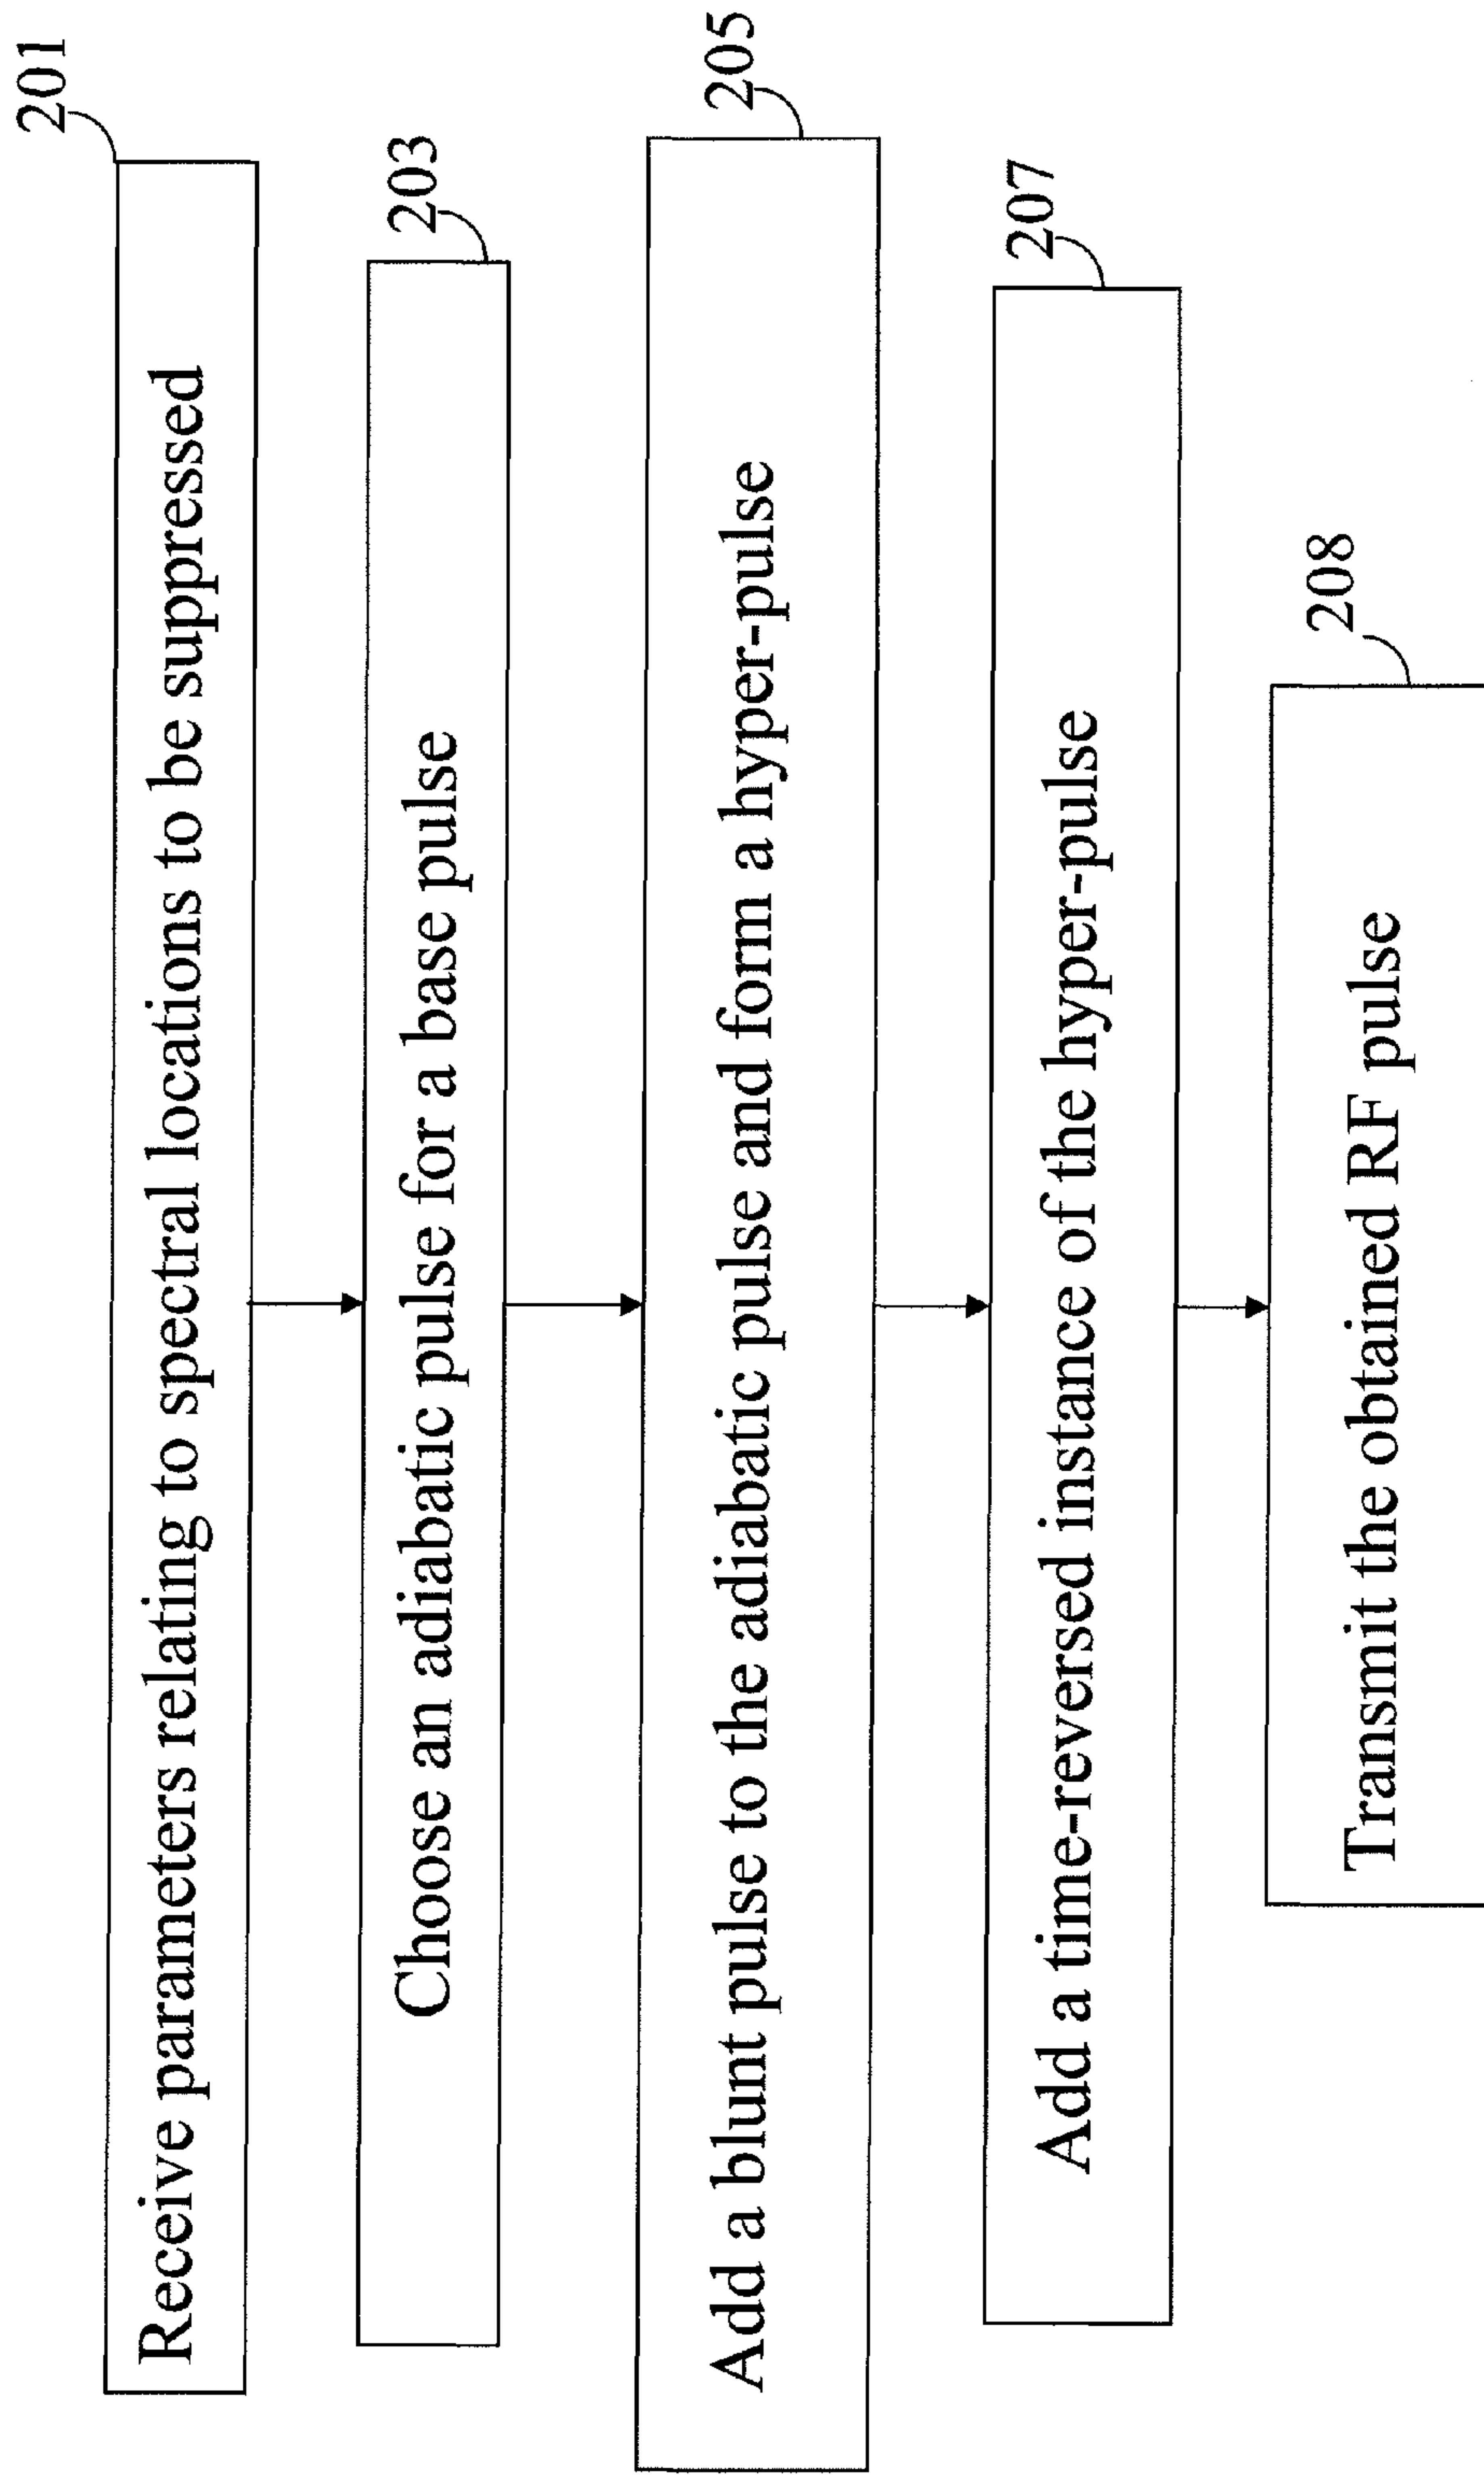 201
Receive parameters relating to spectral locations to be suppressed
203
Choose an adiabatic pulse for a base pulse
205
Add a blunt pulse to the adiabatic pulse and form a hyper-pulse
207
Add a time-reversed instance of the hyper-pulse
208
Transmit the obtained RF pulse